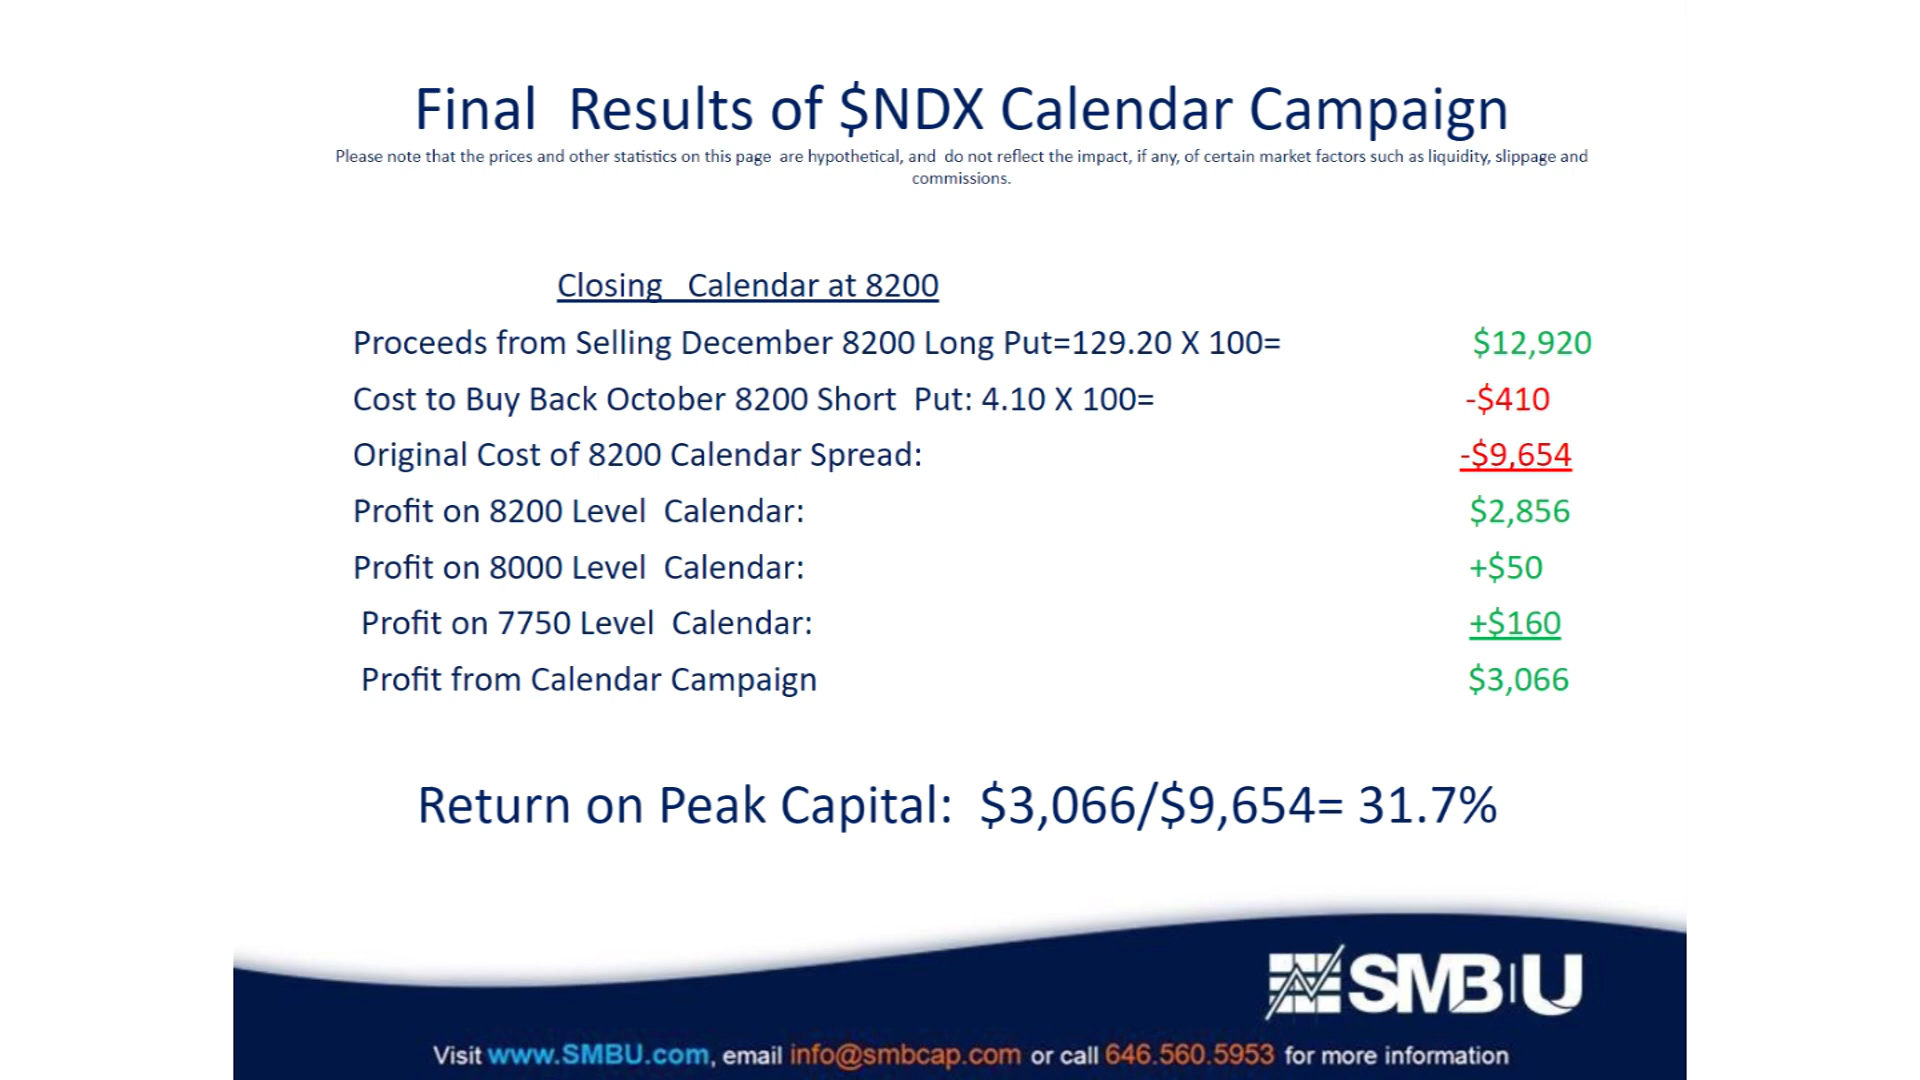 Final Results of $NDX Calendar Campaign
Please note that the prices and other statistics on this page are hypothetical, and do not reflect the impact, if any, of certain market factors such as liquidity, slippage and
commissions.
Closing Calendar at 8200
Proceeds from Selling December 8200 Long Put=129.20 X 100= $12,920
Cost to Buy Back October 8200 Short Put: 4.10 X 100= -$410
Original Cost of 8200 Calendar Spread: -$9,654
Profit on 8200 Level Calendar: $2,856
Profit on 8000 Level Calendar: +$50
Profit on 7750 Level Calendar: +$160
Profit from Calendar Campaign $3,066
Return on Peak Capital: $3,066/$9,654= 31.7%
SMB|U
Visit www.SMBU.com, email info@smbcap.com or call 646.560.5953 for more information